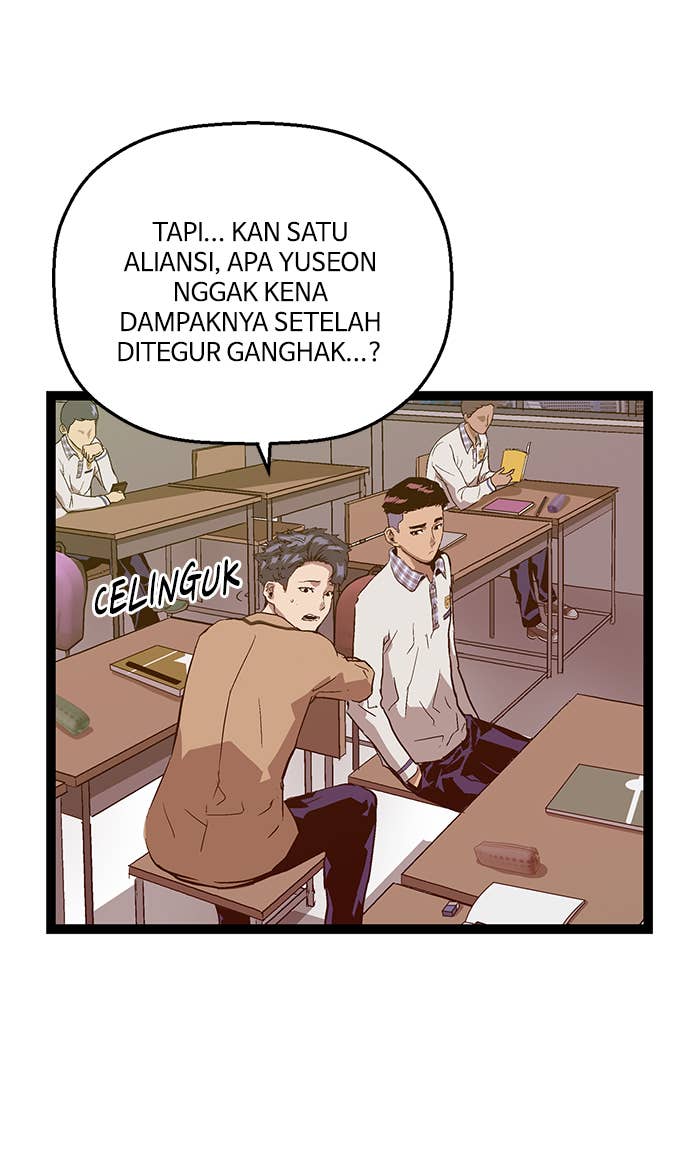 TAPI... KAN SATU
ALIANSI, APA YUSEON
NGGAK KENA
DAMPAKNYA SETELAH
DITEGUR GANGHAK...?
CELINGUK